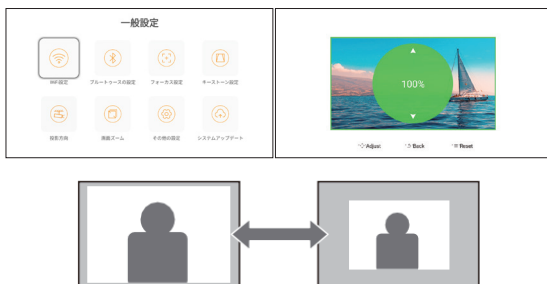 一般設定
WiFi設定
ブルートゥースの設定
フォーカス設定
キーストーン設定
投影方向
画面ズーム
その他の設定
システムアップデート
100%
Adjust
Back
Reset